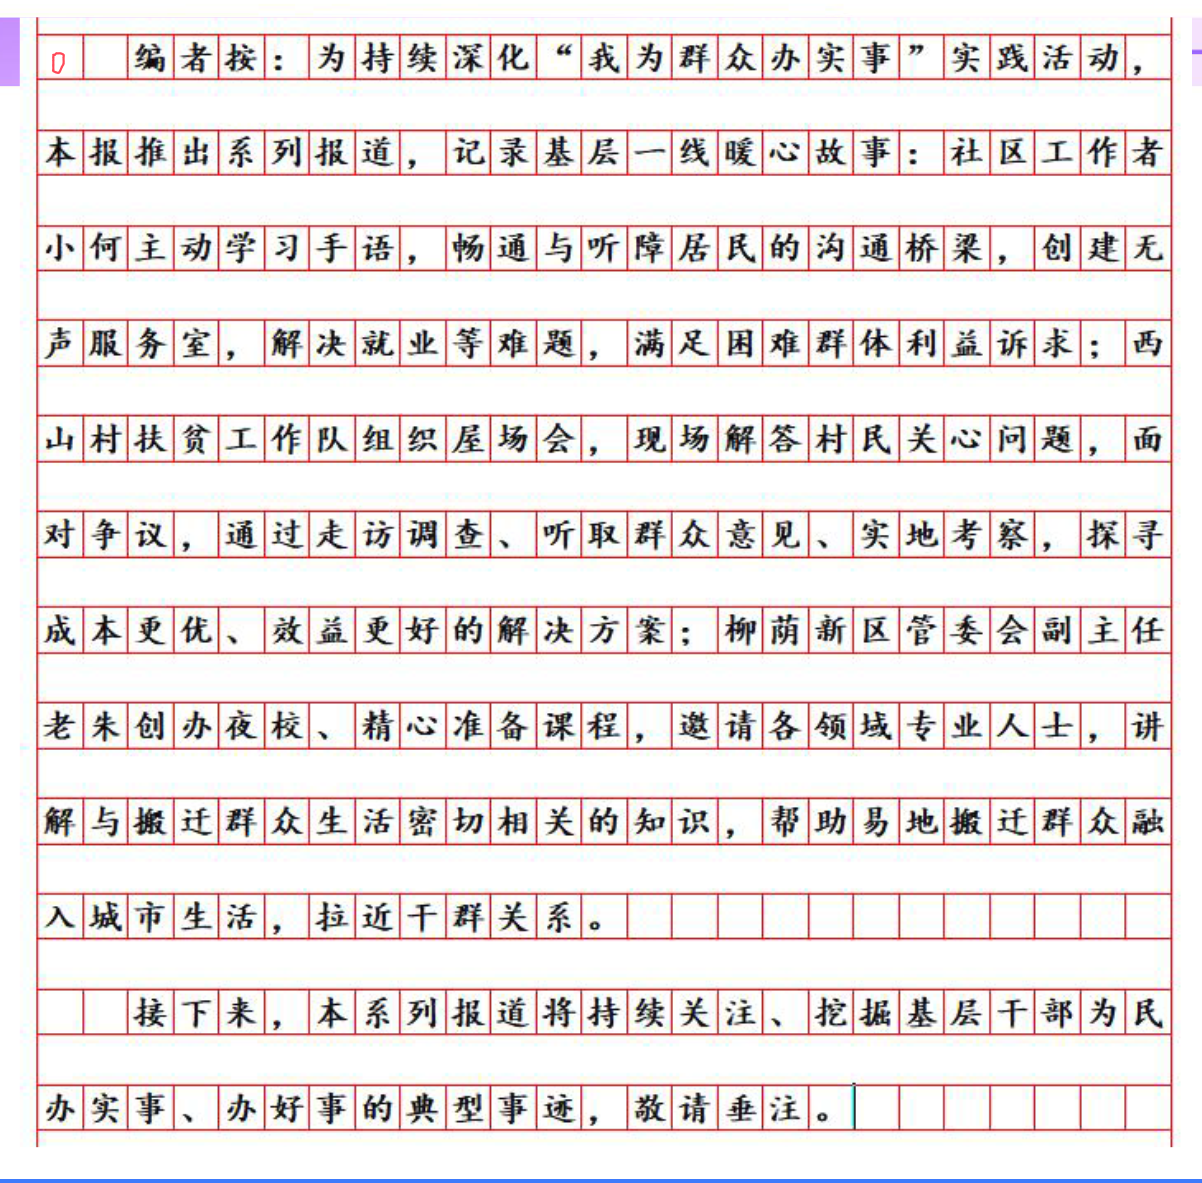 编者按：为持续深化“我为群众办实事”实践活动，
本报推出系列报道，记录基层一线暖心故事：社区工作者
小何主动学习手语，畅通与听障居民的沟通桥梁，创建无
声服务室，解决就业等难题，满足困难群体利益诉求；西
山村扶贫工作队组织屋场会，现场解答村民关心问题，面
对争议，通过走访调查、听取群众意见、实地考察，探寻
成本更优、效益更好的解决方案；柳荫新区管委会副主任
老朱创办夜校、精心准备课程，邀请各领域专业人士，讲
解与搬迁群众生活密切相关的知识，帮助易地搬迁群众融
入城市生活，拉近干群关系。
接下来，本系列报道将持续关注、挖掘基层干部为民
办实事、办好事的典型事迹，敬请垂注。